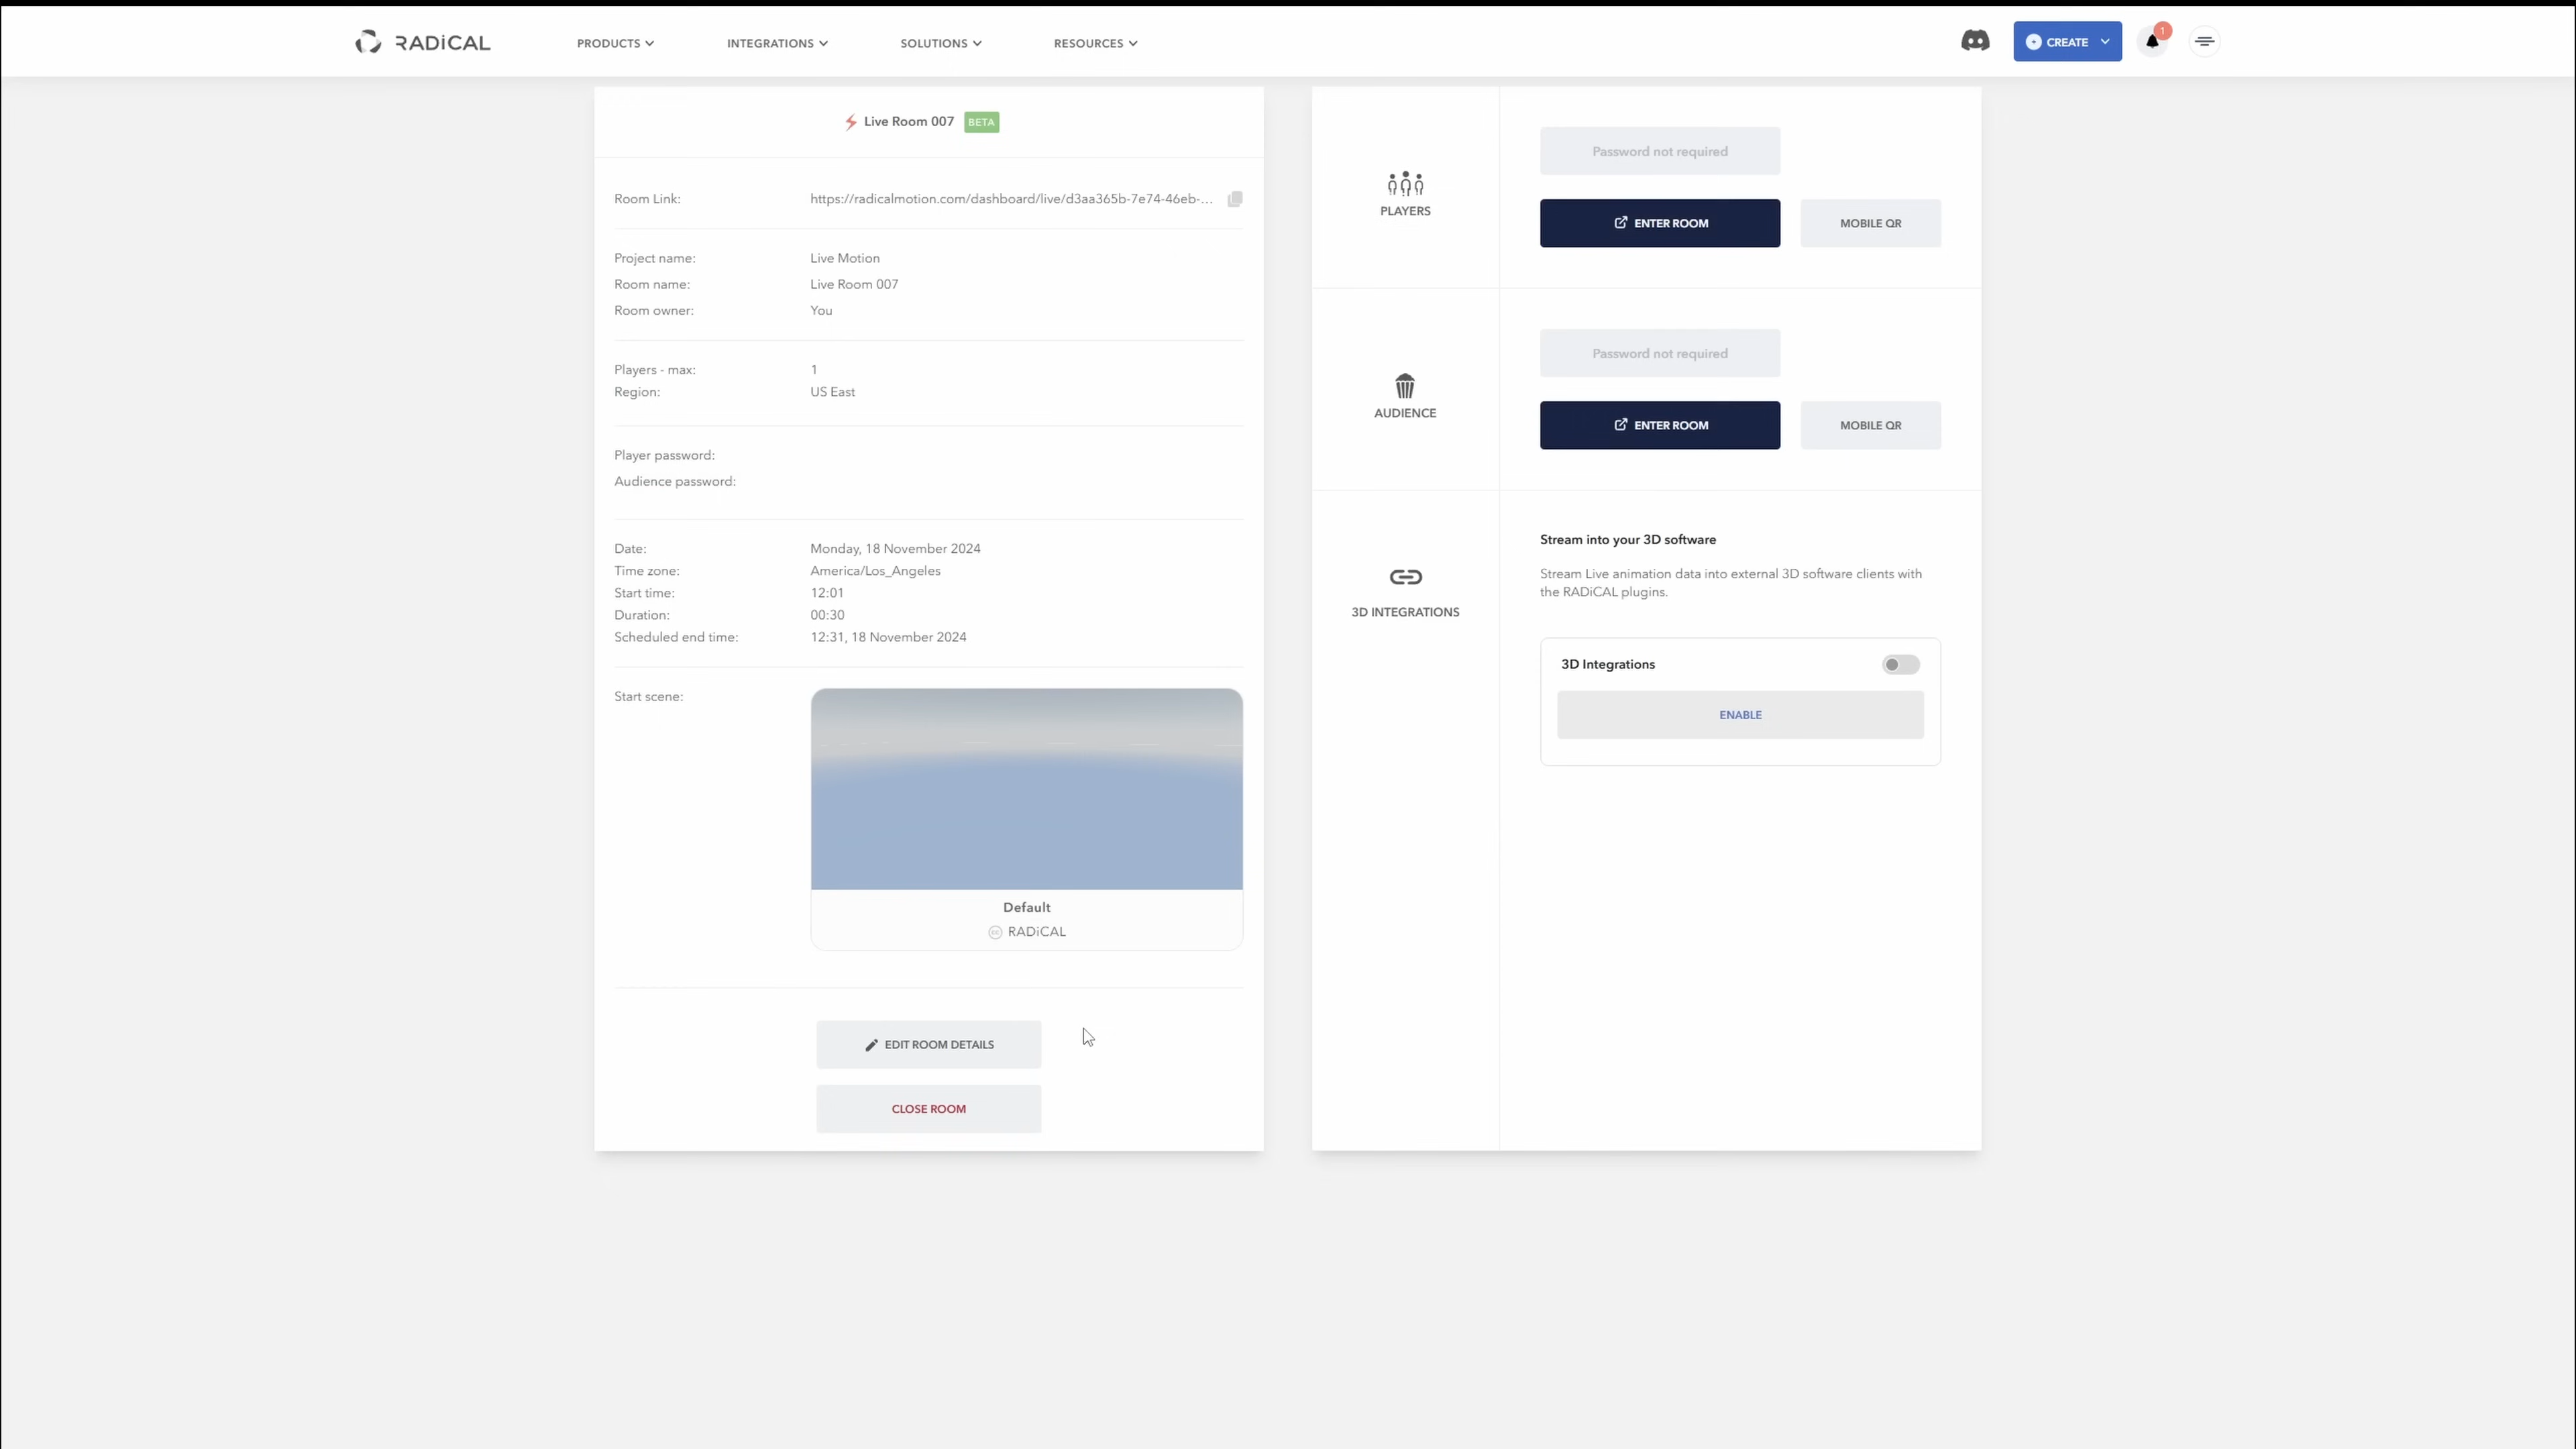 RADiCAL
PRODUCTS
INTEGRATIONS
SOLUTIONS
RESOURCES
CREATE
1
Live Room 007 BETA
Room Link: https://radicalmotion.com/dashboard/live/d3aa365b-7e74-46eb-...
Project name: Live Motion
Room name: Live Room 007
Room owner: You
Players - max: 1
Region: US East
Player password:
Audience password:
Date: Monday, 18 November 2024
Time zone: America/Los_Angeles
Start time: 12:01
Duration: 00:30
Scheduled end time: 12:31, 18 November 2024
Start scene:
Default
RADiCAL
EDIT ROOM DETAILS
CLOSE ROOM
PLAYERS
Password not required
ENTER ROOM
MOBILE QR
AUDIENCE
Password not required
ENTER ROOM
MOBILE QR
3D INTEGRATIONS
Stream into your 3D software
Stream Live animation data into external 3D software clients with
the RADiCAL plugins.
3D Integrations
ENABLE